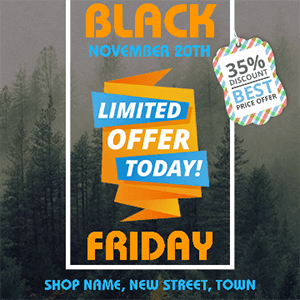 BLACK
NOVEMBER 20TH
35%
DISCOUNT
BEST
PRICE OFFER
LIMITED
OFFER
TODAY!
FRIDAY
SHOP NAME, NEW STREET, TOWN